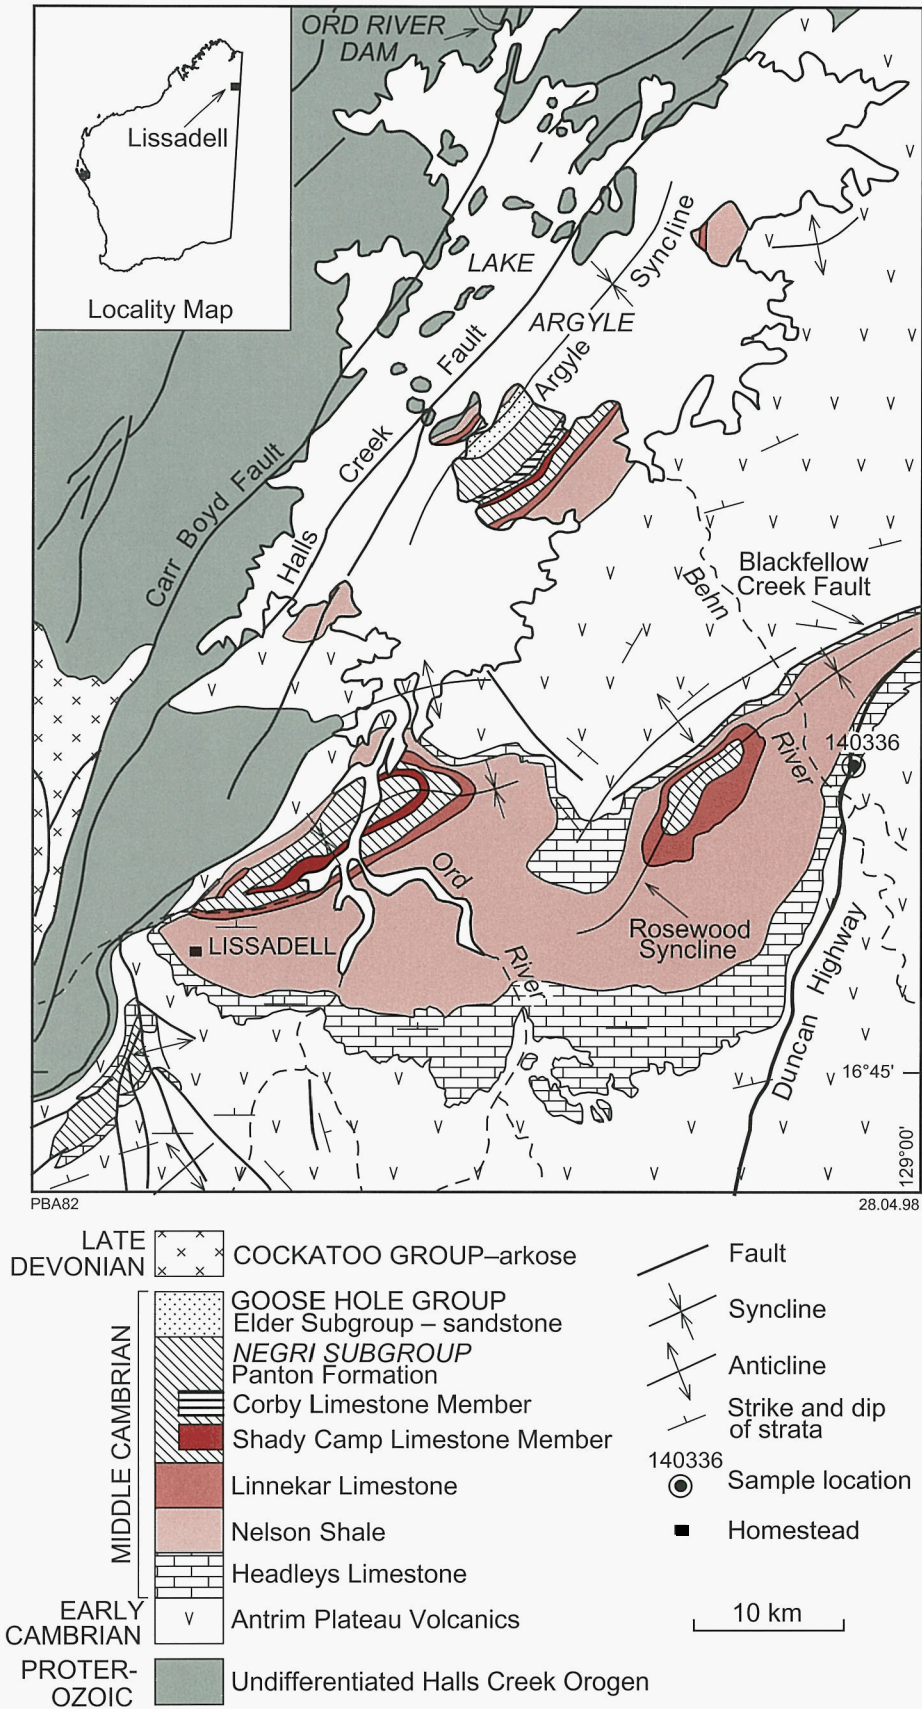 ORD RIVER
DAM
Lissadell
Locality Map
LAKE
ARGYLE
Argyle Syncline
Halls Creek Fault
Carr Boyd Fault
Blackfellow
Creek Fault
Behn
River
140336
Ord
River
LISSADELL
Rosewood
Syncline
Duncan Highway
16°45'
129°00'
PBA82
28.04.98
LATE
DEVONIAN
COCKATOO GROUP–arkose
MIDDLE CAMBRIAN
GOOSE HOLE GROUP
Elder Subgroup – sandstone
NEGRI SUBGROUP
Panton Formation
Corby Limestone Member
Shady Camp Limestone Member
Linnekar Limestone
Nelson Shale
Headleys Limestone
EARLY
CAMBRIAN
Antrim Plateau Volcanics
PROTER-
OZOIC
Undifferentiated Halls Creek Orogen
Fault
Syncline
Anticline
Strike and dip
of strata
140336
Sample location
Homestead
10 km